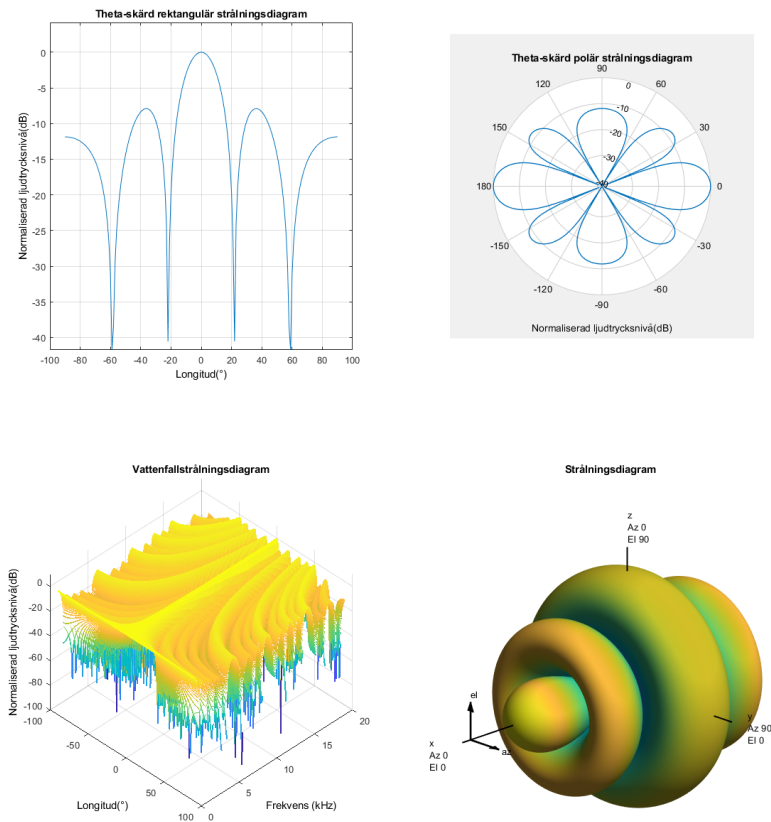 Theta-skärd rektangulär strålningsdiagram
Normaliserad ljudtrycksnivå(dB)
0
-5
-10
-15
-20
-25
-30
-35
-40
-100
-80
-60
-40
-20
0
20
40
60
80
100
Longitud(°)
Theta-skärd polär strålningsdiagram
90
120
60
0
-10
150
30
-20
-30
-40
180
0
-150
-30
-120
-60
-90
Normaliserad ljudtrycksnivå(dB)
Vattenfallstrålningsdiagram
Normaliserad ljudtrycksnivå(dB)
0
-20
-40
-60
-80
-100
-100
-50
0
50
100
Longitud(°)
0
5
10
15
20
Frekvens (kHz)
Strålningsdiagram
z
Az 0
El 90
el
az
x
Az 0
El 0
y
Az 90
El 0